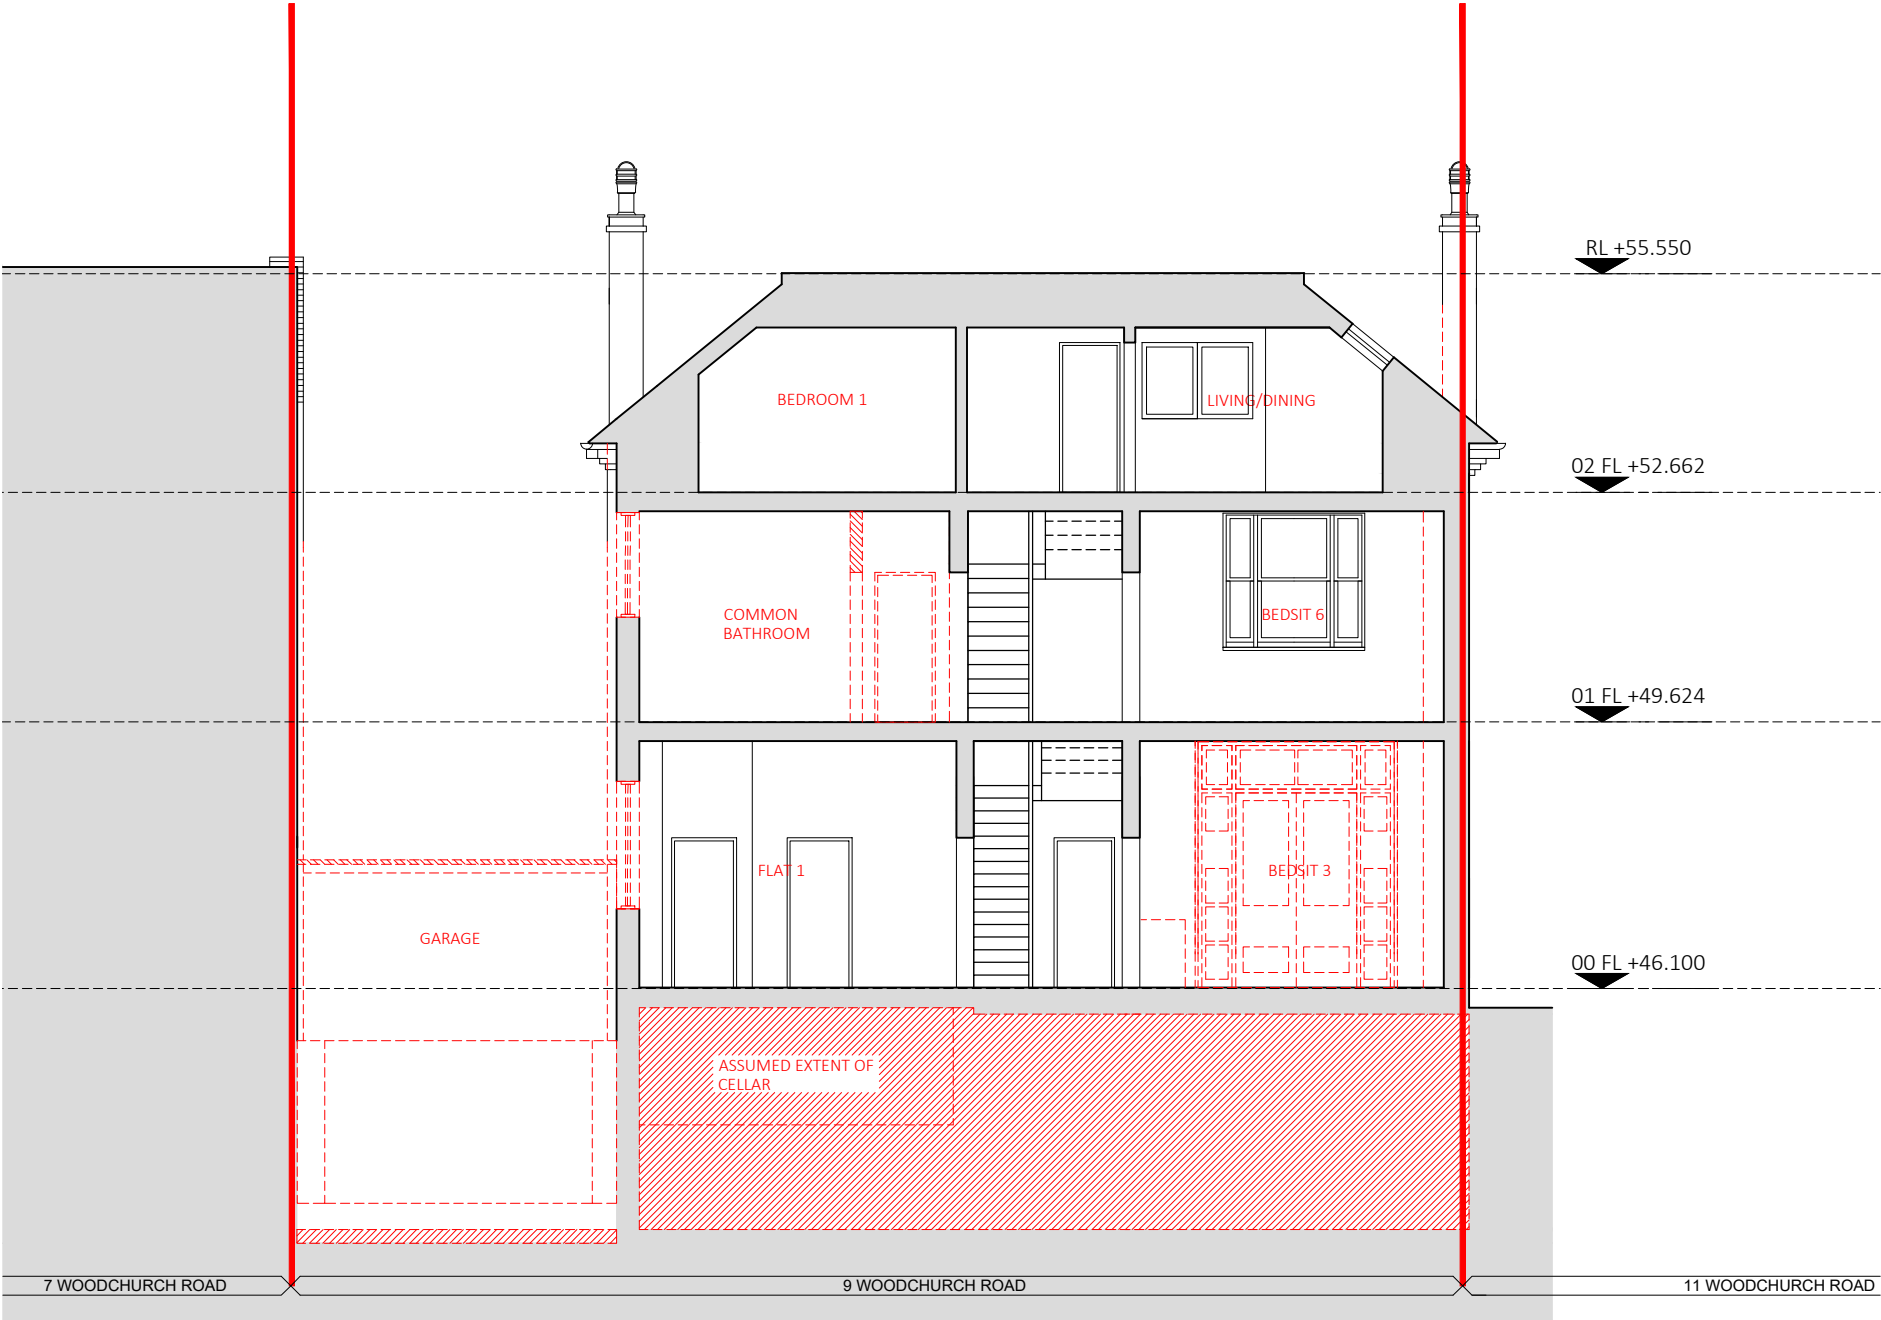 RL +55.550
BEDROOM 1
LIVING/DINING
02 FL +52.662
COMMON
BATHROOM
BEDSIT 6
01 FL +49.624
FLAT 1
BEDSIT 3
GARAGE
00 FL +46.100
ASSUMED EXTENT OF
CELLAR
7 WOODCHURCH ROAD
9 WOODCHURCH ROAD
11 WOODCHURCH ROAD